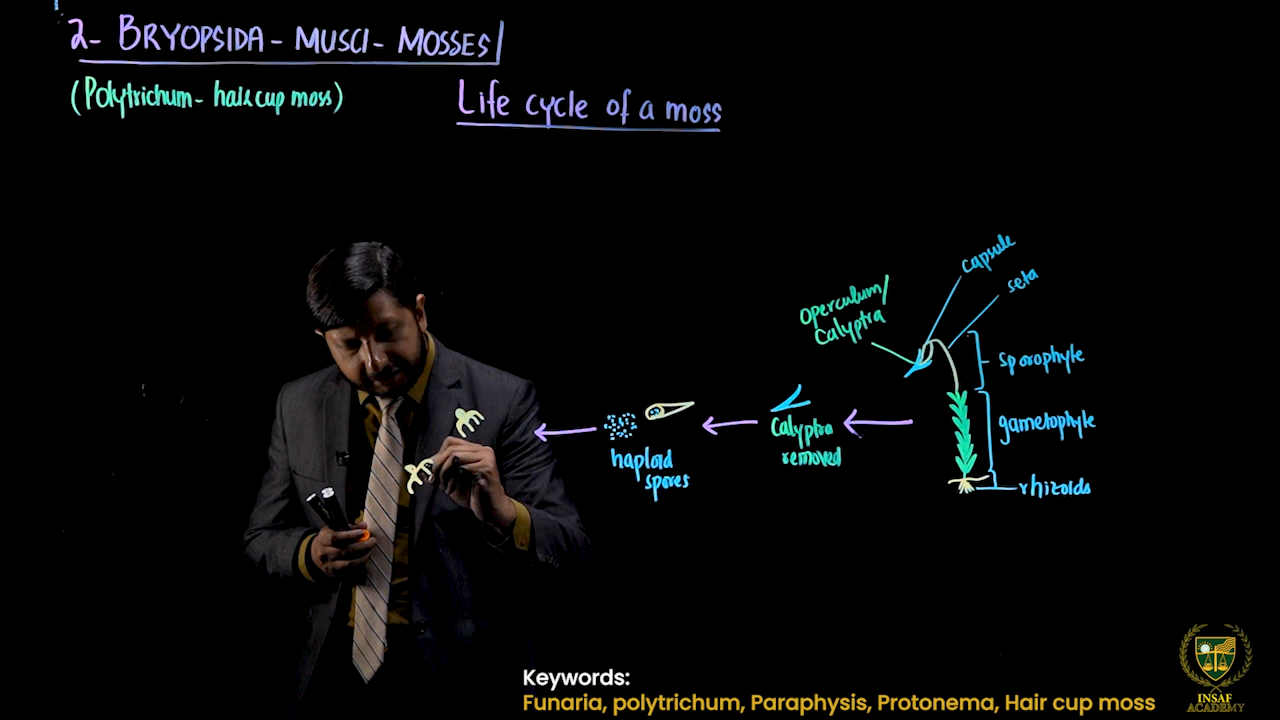 2- BRYOPSIDA - MUSCI - MOSSES
(Polytrichum - hair cup moss)
Life cycle of a moss
capsule
seta
operculum/
Calyptra
sporophyte
gametophyte
rhizoids
Calyptra
removed
haploid
spores
Keywords:
Funaria, polytrichum, Paraphysis, Protonema, Hair cup moss
INSAF
ACADEMY